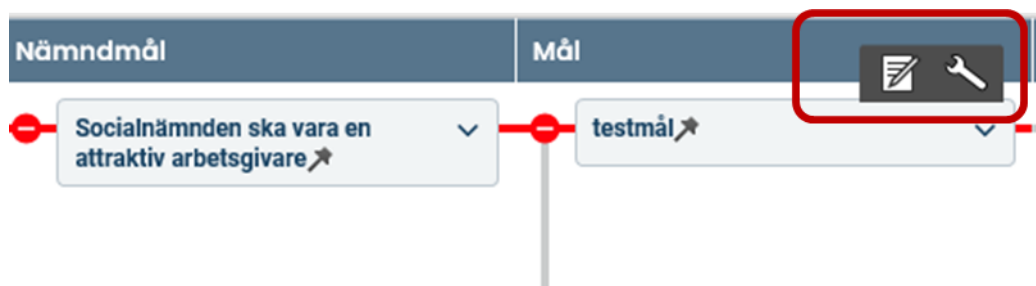 Nämndmål
Mål
Socialnämnden ska vara en
attraktiv arbetsgivare
testmål